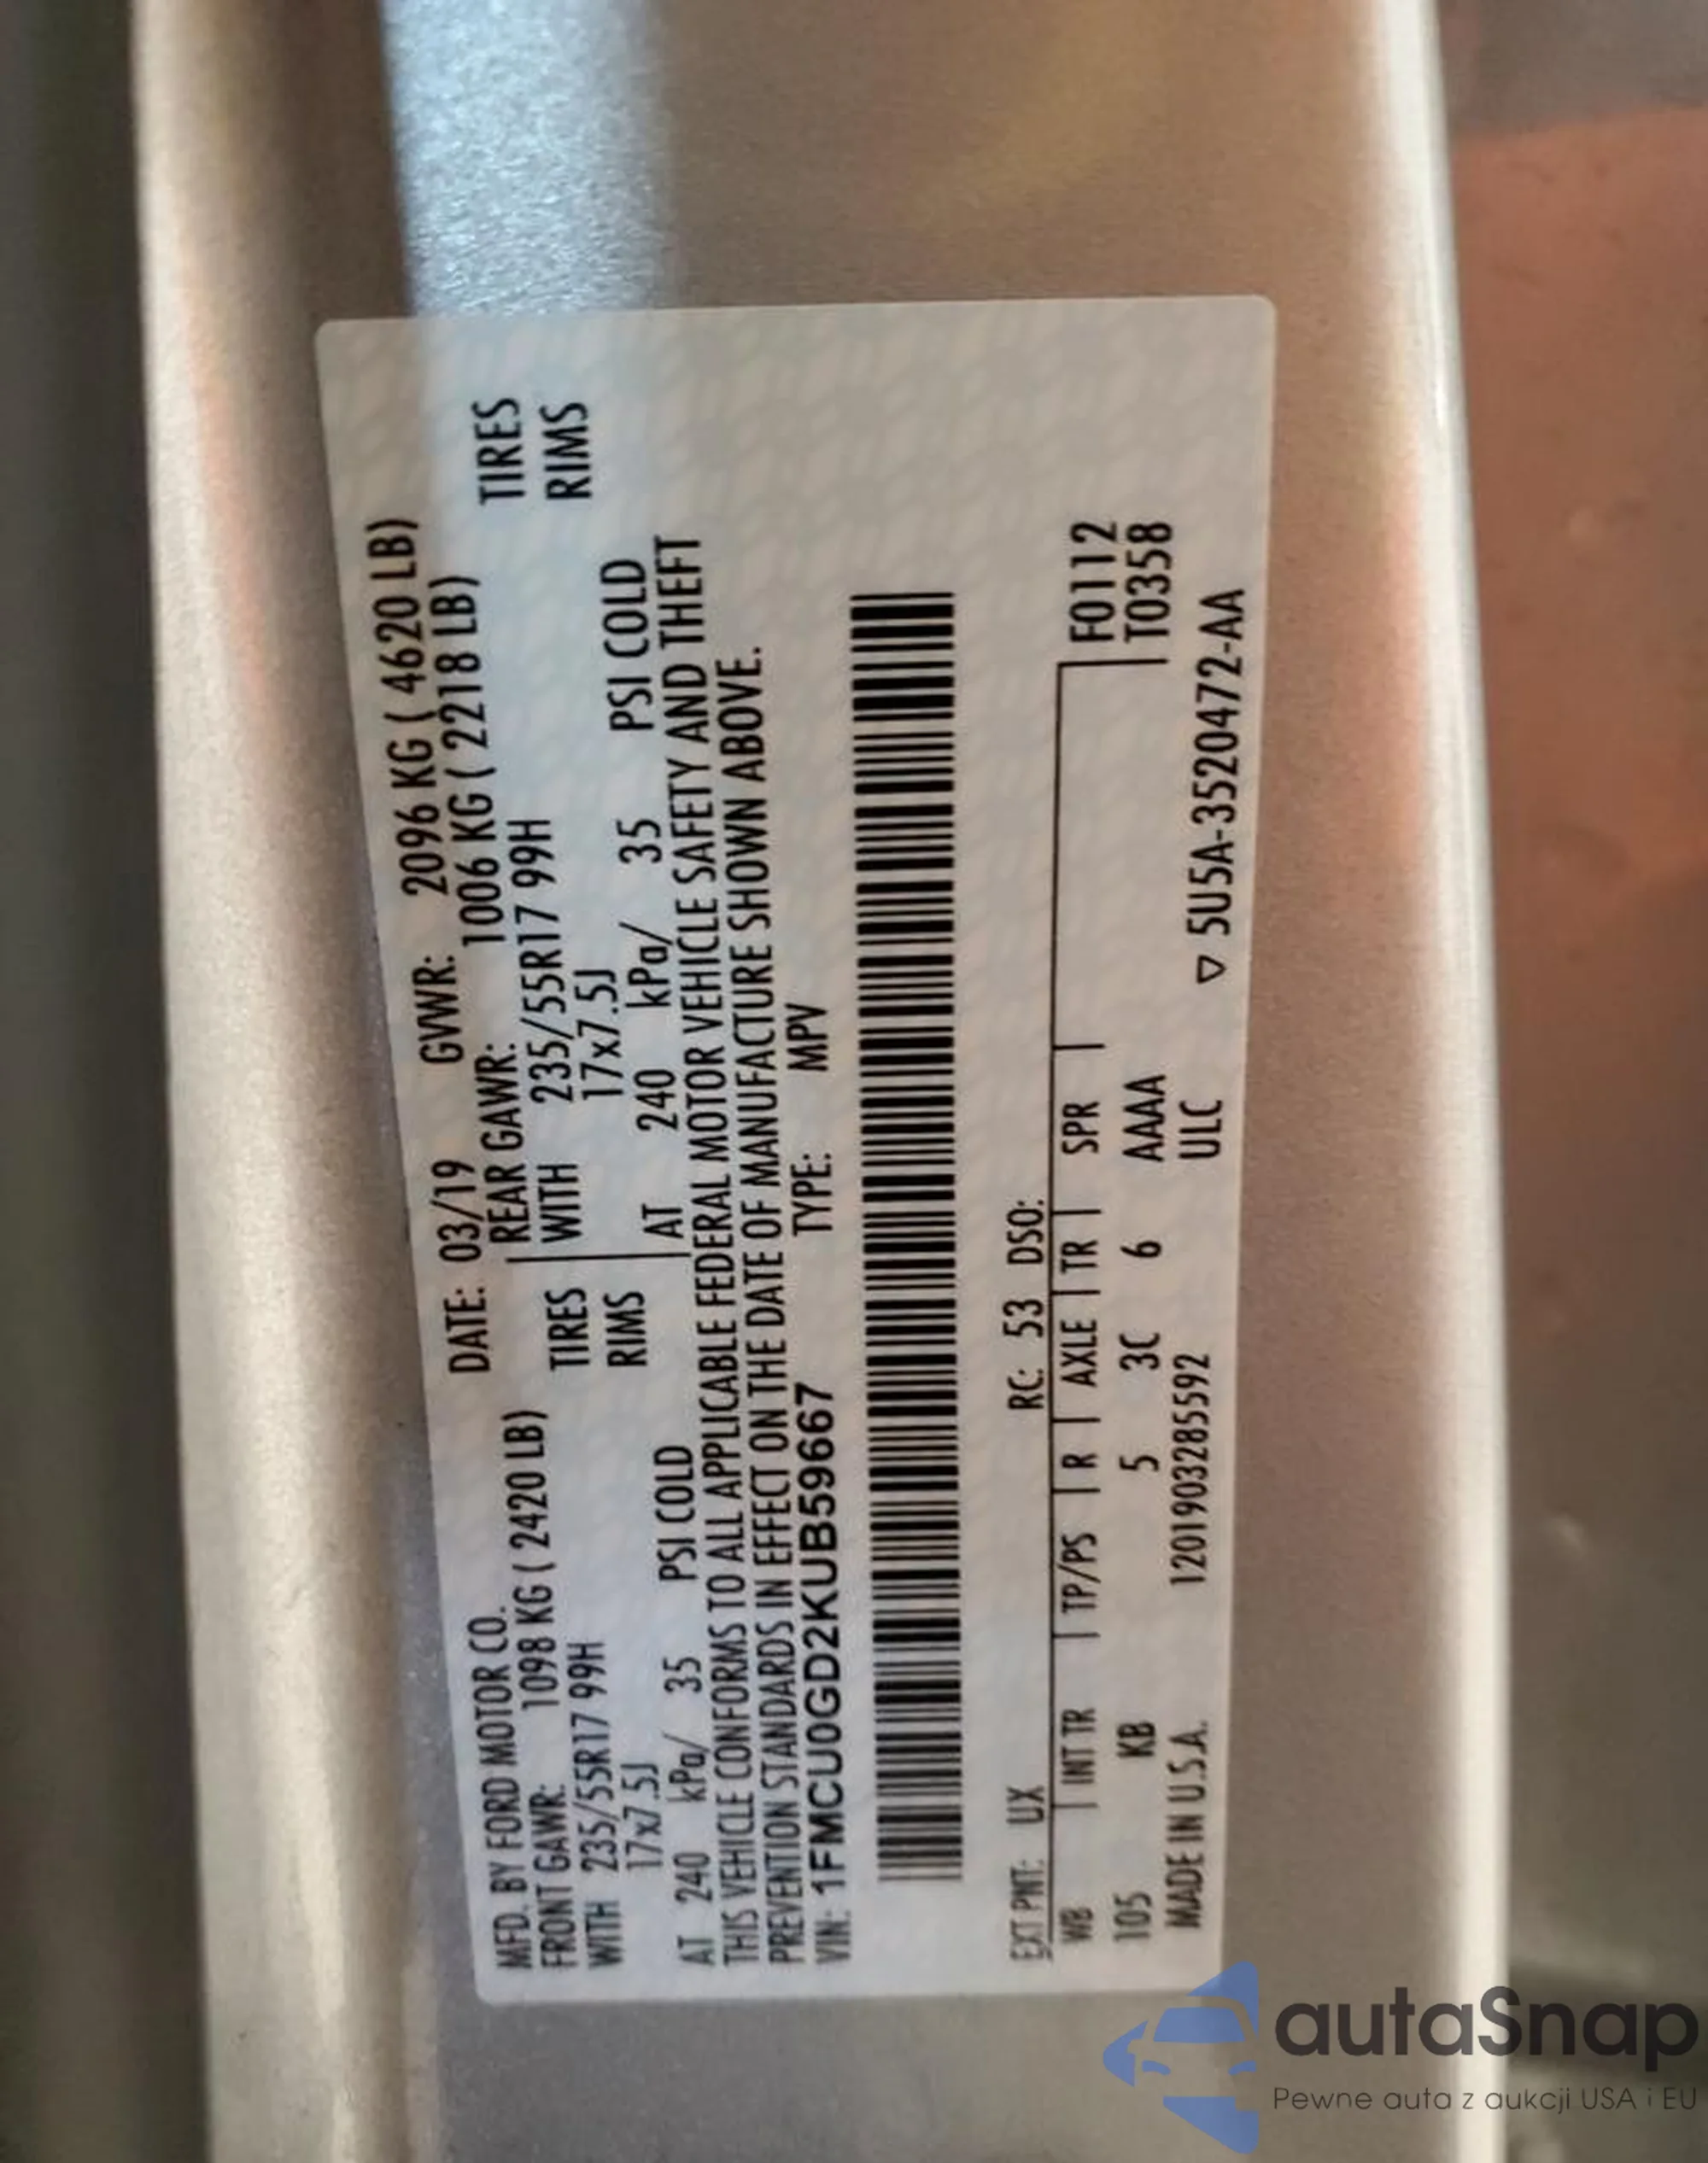 MFD. BY FORD MOTOR CO. DATE: 03/19 GVWR: 2096 KG ( 4620 LB)
FRONT GAWR: 1098 KG ( 2420 LB) REAR GAWR: 1006 KG ( 2218 LB)
WITH 235/55R17 99H TIRES WITH 235/55R17 99H TIRES
17x7.5J RIMS 17x7.5J RIMS
AT 240 kPa/ 35 PSI COLD AT 240 kPa/ 35 PSI COLD
THIS VEHICLE CONFORMS TO ALL APPLICABLE FEDERAL MOTOR VEHICLE SAFETY AND THEFT
PREVENTION STANDARDS IN EFFECT ON THE DATE OF MANUFACTURE SHOWN ABOVE.
VIN: 1FMCU0GD2KUB59667 TYPE: MPV
EXT PNT: UX RC: 53 DSO:
WB INT TR TP/PS R AXLE TR SPR F0112
105 KB 5 3C 6 AAAA T0358
MADE IN U.S.A. 1201903285592 ULC ▽ 5U5A-3520472-AA
autaSnap
Pewne auta z aukcji USA i EU